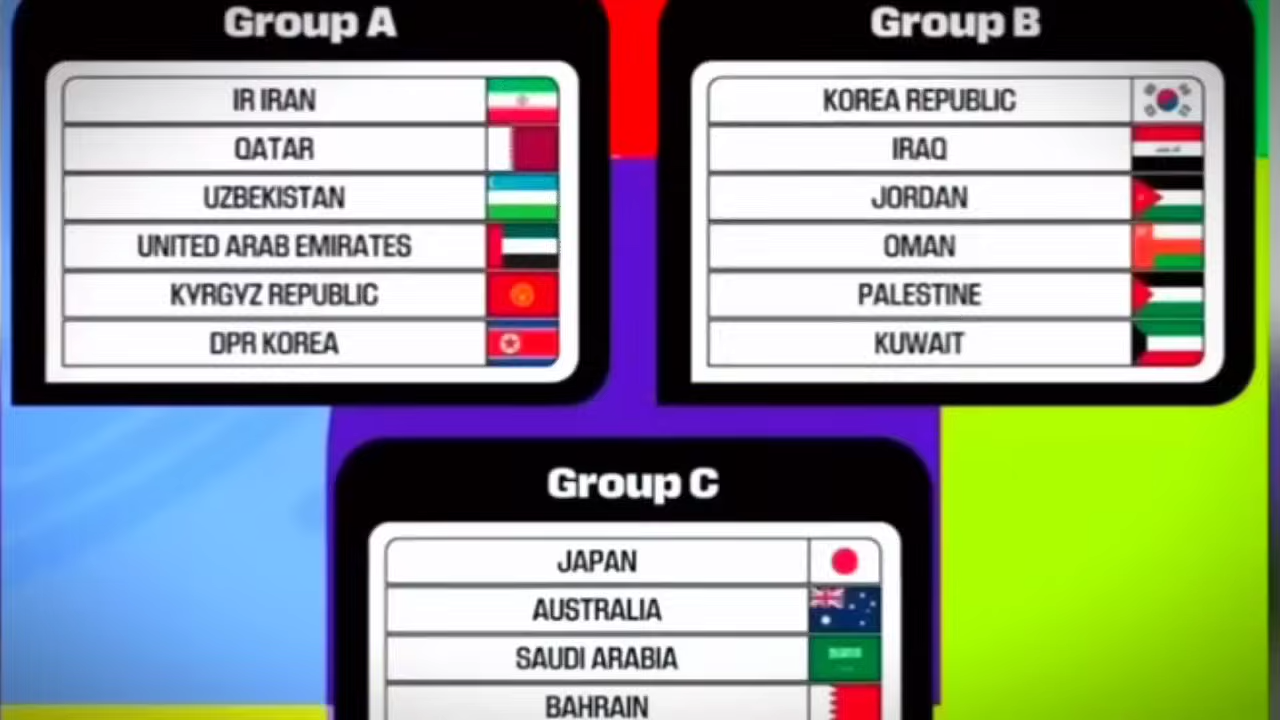 Group A
IR IRAN
QATAR
UZBEKISTAN
UNITED ARAB EMIRATES
KYRGYZ REPUBLIC
DPR KOREA
Group B
KOREA REPUBLIC
IRAQ
JORDAN
OMAN
PALESTINE
KUWAIT
Group C
JAPAN
AUSTRALIA
SAUDI ARABIA
BAHRAIN